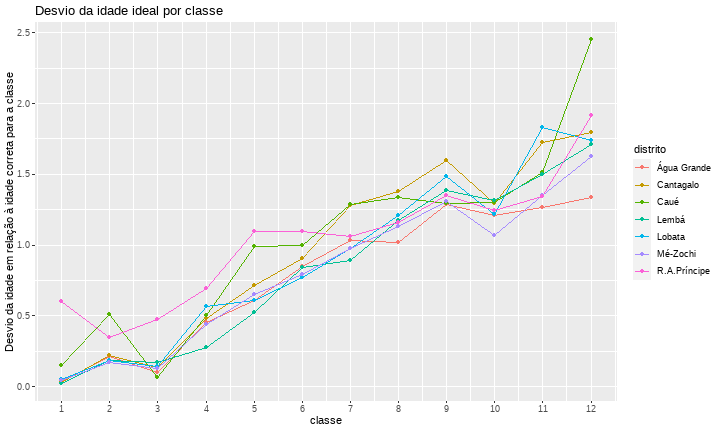 Desvio da idade ideal por classe
Desvio da idade em relação à idade correta para a classe
2.5
2.0
1.5
1.0
0.5
0.0
1 2 3 4 5 6 7 8 9 10 11 12
classe
distrito
Água Grande
Cantagalo
Caué
Lembá
Lobata
Mé-Zochi
R.A.Príncipe